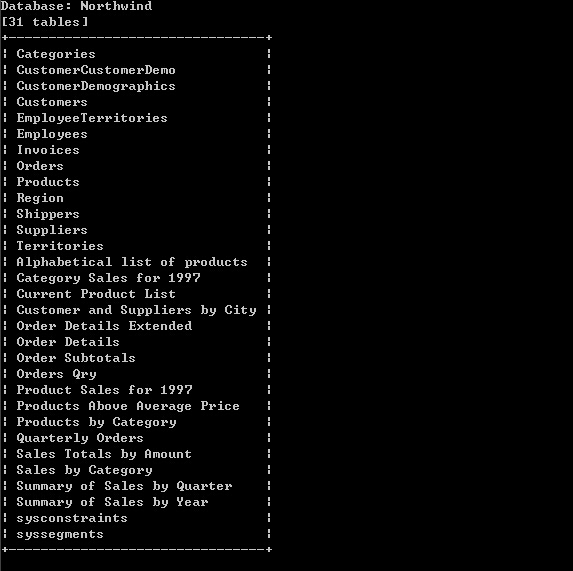 Database: Northwind
[31 tables]
+--------------------------------+
¦ Categories ¦
¦ CustomerCustomerDemo ¦
¦ CustomerDemographics ¦
¦ Customers ¦
¦ EmployeeTerritories ¦
¦ Employees ¦
¦ Invoices ¦
¦ Orders ¦
¦ Products ¦
¦ Region ¦
¦ Shippers ¦
¦ Suppliers ¦
¦ Territories ¦
¦ Alphabetical list of products ¦
¦ Category Sales for 1997 ¦
¦ Current Product List ¦
¦ Customer and Suppliers by City ¦
¦ Order Details Extended ¦
¦ Order Details ¦
¦ Order Subtotals ¦
¦ Orders Qry ¦
¦ Product Sales for 1997 ¦
¦ Products Above Average Price ¦
¦ Products by Category ¦
¦ Quarterly Orders ¦
¦ Sales Totals by Amount ¦
¦ Sales by Category ¦
¦ Summary of Sales by Quarter ¦
¦ Summary of Sales by Year ¦
¦ sysconstraints ¦
¦ syssegments ¦
+--------------------------------+